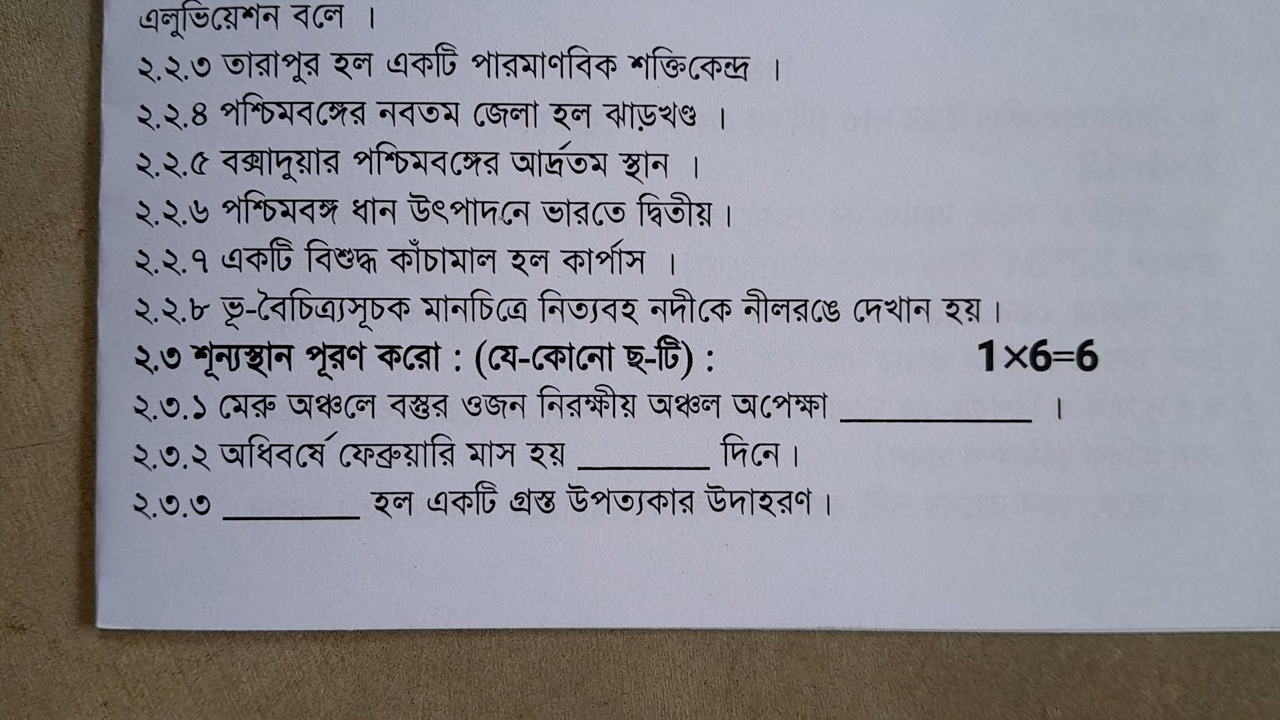 এলুভিয়েশন বলে ।
২.২.৩ তারাপুর হল একটি পারমাণবিক শক্তিকেন্দ্র ।
২.২.৪ পশ্চিমবঙ্গের নবতম জেলা হল ঝাড়খণ্ড ।
২.২.৫ বক্সাদুয়ার পশ্চিমবঙ্গের আর্দ্রতম স্থান ।
২.২.৬ পশ্চিমবঙ্গ ধান উৎপাদনে ভারতে দ্বিতীয় ।
২.২.৭ একটি বিশুদ্ধ কাঁচামাল হল কার্পাস ।
২.২.৮ ভূ-বৈচিত্র্যসূচক মানচিত্রে নিত্যবহ নদীকে নীলরঙে দেখান হয় ।
২.৩ শূন্যস্থান পূরণ করো : (যে-কোনো ছ-টি) : 1×6=6
২.৩.১ মেরু অঞ্চলে বস্তুর ওজন নিরক্ষীয় অঞ্চল অপেক্ষা __________ ।
২.৩.২ অধিবর্ষে ফেব্রুয়ারি মাস হয় _______ দিনে ।
২.৩.৩ _______ হল একটি গ্রস্ত উপত্যকার উদাহরণ ।